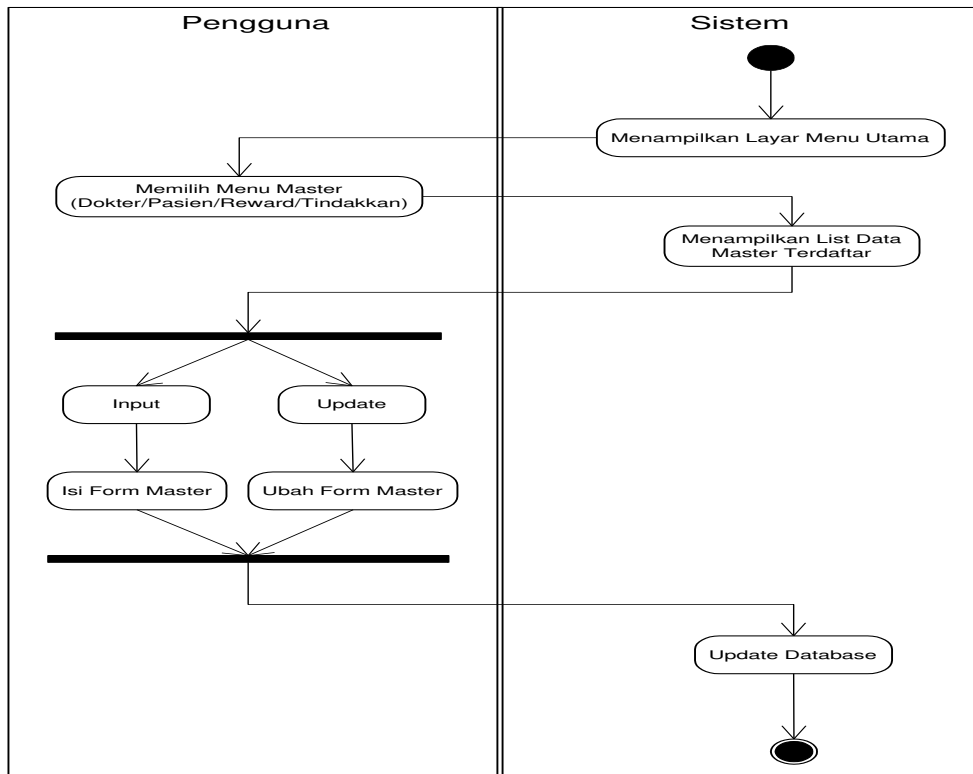 Pengguna
Sistem
Menampilkan Layar Menu Utama
Memilih Menu Master
(Dokter/Pasien/Reward/Tindakkan)
Menampilkan List Data
Master Terdaftar
Input
Update
Isi Form Master
Ubah Form Master
Update Database